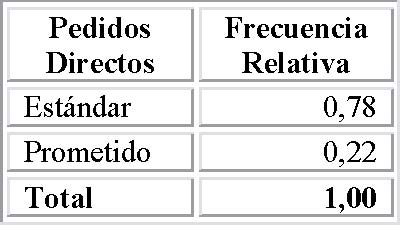 Pedidos Directos
Frecuencia Relativa
Estándar 0,78
Prometido 0,22
Total 1,00